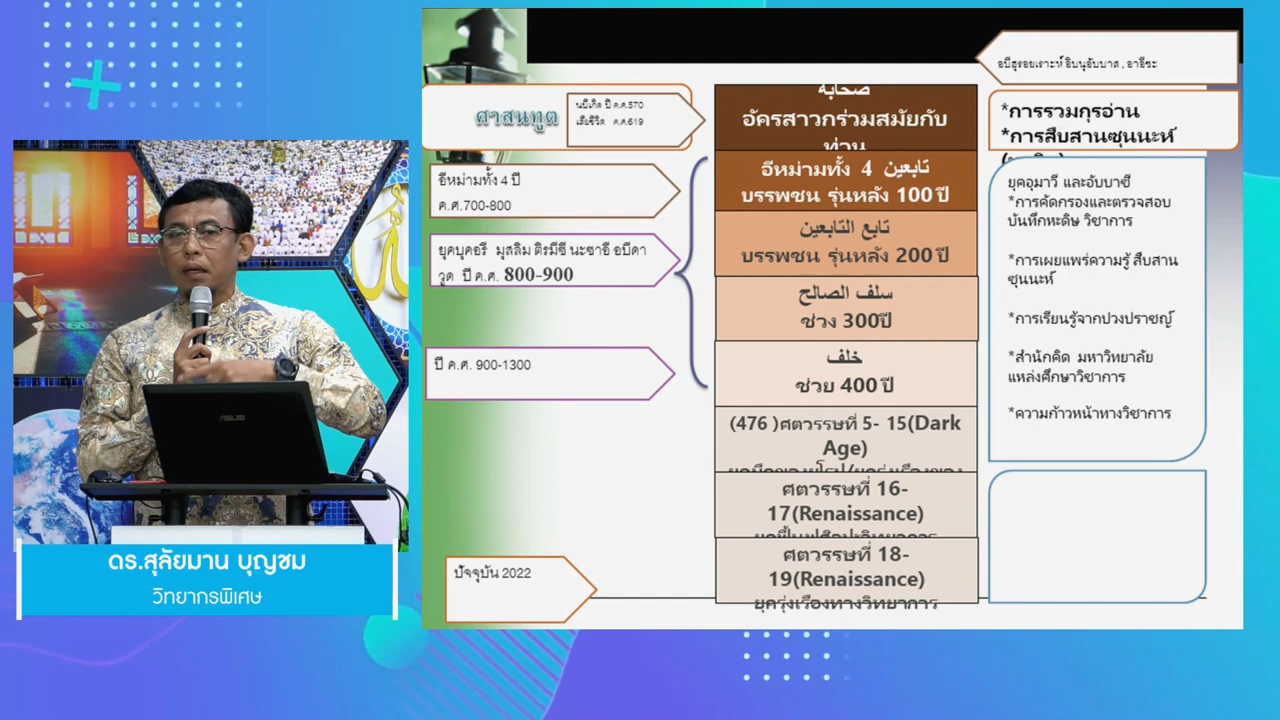 อบีฮุรอยเราะห์ อิบนุอับบาส , อาอีชะ
ศาสนทูต
นบีเกิด ปี ค.ศ.570
เสียชีวิต ค.ศ.619
صحابة
อัครสาวกร่วมสมัยกับ
ท่าน
*การรวมกุรอ่าน
*การสืบสานซุนนะห์
อีหม่ามทั้ง 4 ปี
ค.ศ.700-800
อีหม่ามทั้ง 4 تابعين
บรรพชน รุ่นหลัง 100 ปี
ยุคอุมาวี และอับบาซี
*การคัดกรองและตรวจสอบ
บันทึกหะดิษ วิชาการ
*การเผยแพร่ความรู้ สืบสาน
ซุนนะห์
*การเรียนรู้จากปวงปราชญ์
*สำนักคิด มหาวิทยาลัย
แหล่งศึกษาวิชาการ
*ความก้าวหน้าทางวิชาการ
ยุคบุคอรี มุสลิม ติรมีซี นะซาอี อบีดา
วูด ปี ค.ศ. 800-900
تابع التابعين
บรรพชน รุ่นหลัง 200 ปี
سلف الصالح
ช่วง 300ปี
ปี ค.ศ. 900-1300
خلف
ช่วย 400 ปี
(476 )ศตวรรษที่ 5- 15(Dark
Age)
ศตวรรษที่ 16-
17(Renaissance)
ศตวรรษที่ 18-
19(Renaissance)
ยุครุ่งเรืองทางวิทยาการ
ปัจจุบัน 2022
ASUS
ดร.สุลัยมาน บุญชม
วิทยากรพิเศษ